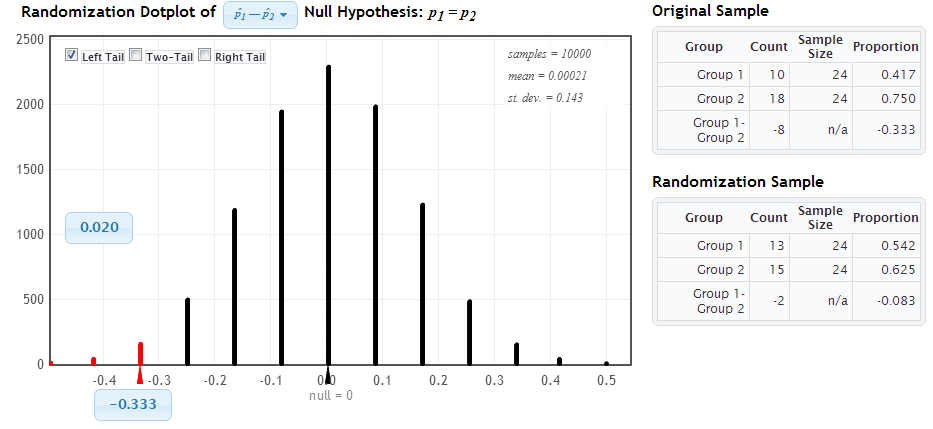 Randomization Dotplot of p̂₁ − p̂₂ ▼ Null Hypothesis: p₁ = p₂
Left Tail Two-Tail Right Tail
samples = 10000
mean = 0.00021
st. dev. = 0.143
2500
2000
1500
1000
500
0
0.020
-0.4 -0.3 -0.2 -0.1 0.0 0.1 0.2 0.3 0.4 0.5
null = 0
-0.333
Original Sample
Group Count Sample Size Proportion
Group 1 10 24 0.417
Group 2 18 24 0.750
Group 1-
Group 2 -8 n/a -0.333
Randomization Sample
Group Count Sample Size Proportion
Group 1 13 24 0.542
Group 2 15 24 0.625
Group 1-
Group 2 -2 n/a -0.083